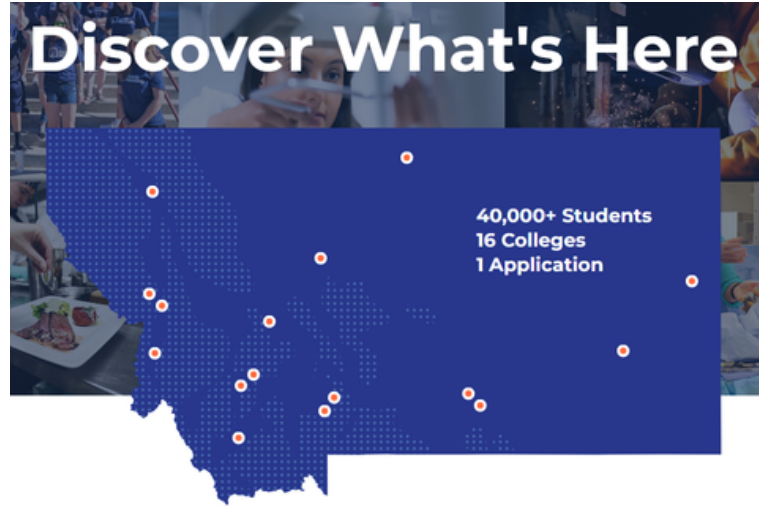 Discover What's Here
40,000+ Students
16 Colleges
1 Application